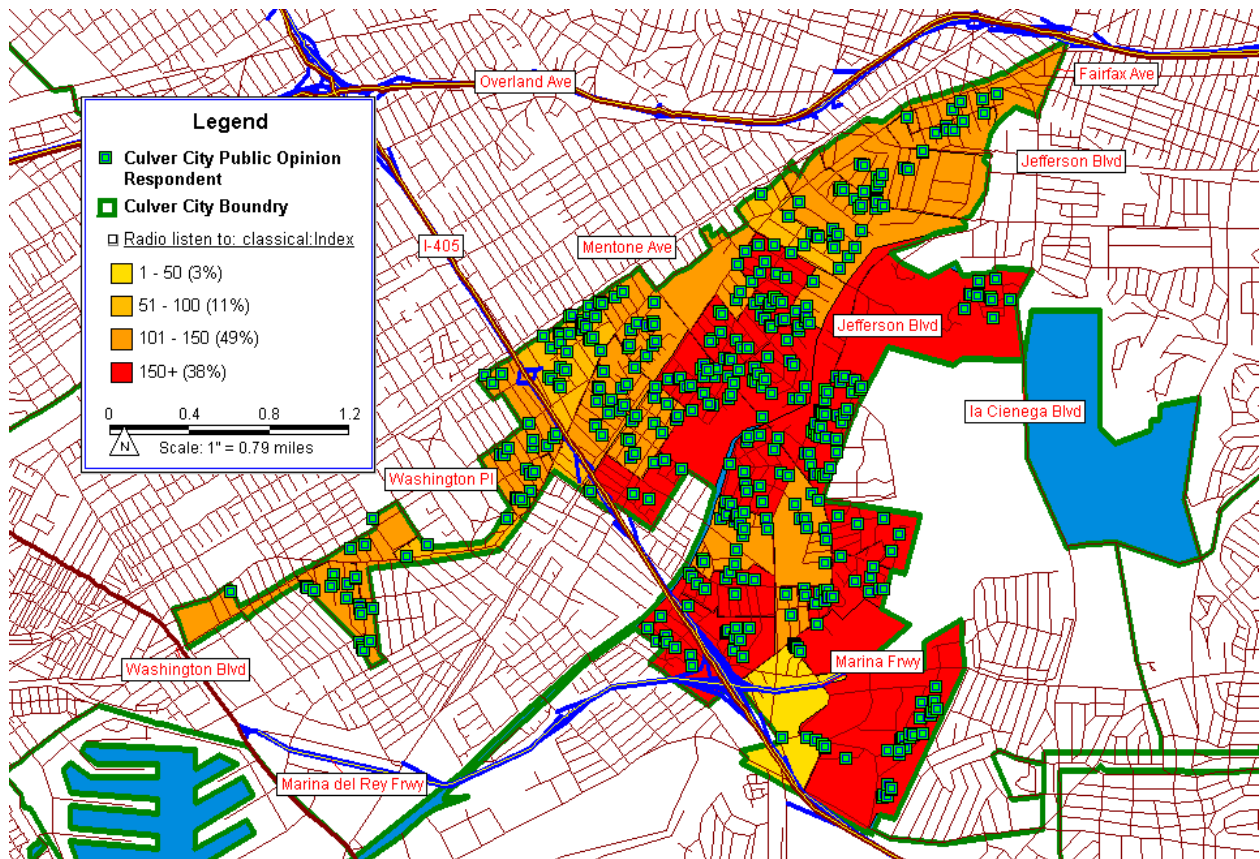 Overland Ave
Fairfax Ave
Legend
Culver City Public Opinion
Respondent
Culver City Boundry
Radio listen to: classical:Index
1 - 50 (3%)
51 - 100 (11%)
101 - 150 (49%)
150+ (38%)
0 0.4 0.8 1.2
N
Scale: 1" = 0.79 miles
Jefferson Blvd
I-405
Mentone Ave
Jefferson Blvd
la Cienega Blvd
Washington Pl
Washington Blvd
Marina Frwy
Marina del Rey Frwy